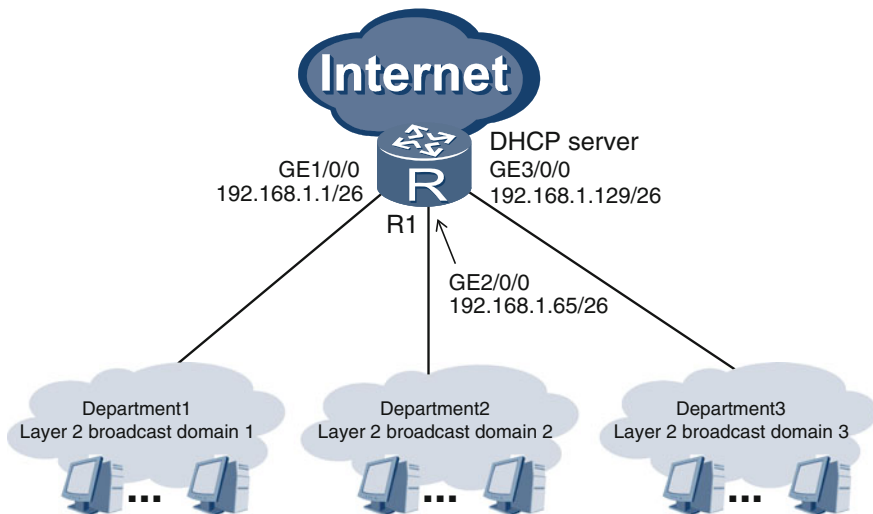 Internet
DHCP server
GE1/0/0
192.168.1.1/26
GE3/0/0
192.168.1.129/26
R
R1
GE2/0/0
192.168.1.65/26
Department1
Layer 2 broadcast domain 1
Department2
Layer 2 broadcast domain 2
Department3
Layer 2 broadcast domain 3
...
...
...